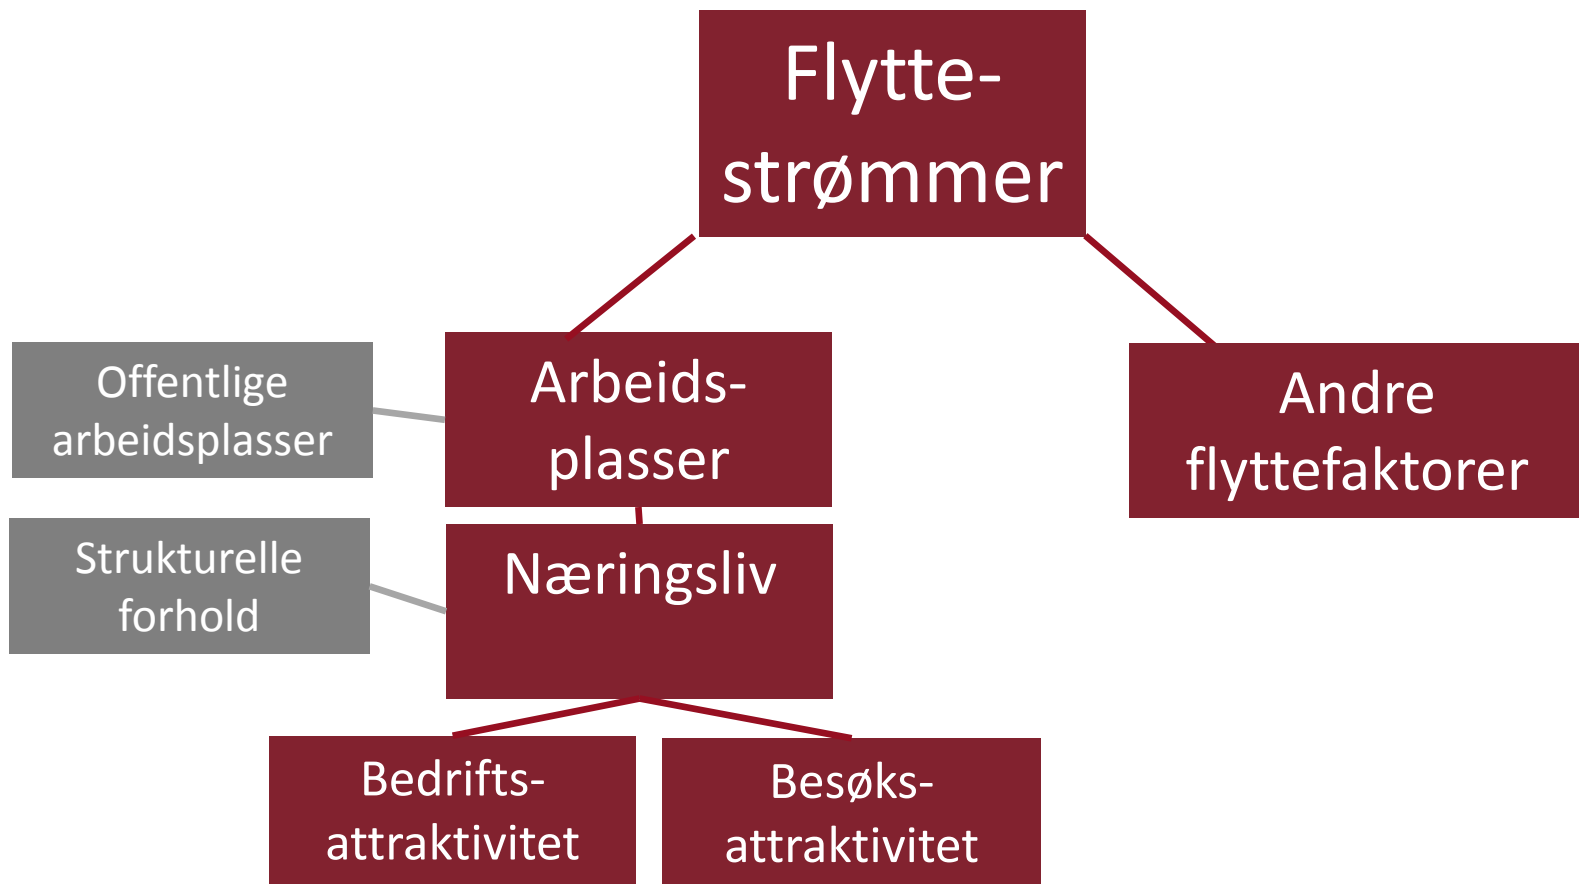 Flytte-
strømmer
Offentlige
arbeidsplasser
Arbeids-
plasser
Andre
flyttefaktorer
Strukturelle
forhold
Næringsliv
Bedrifts-
attraktivitet
Besøks-
attraktivitet